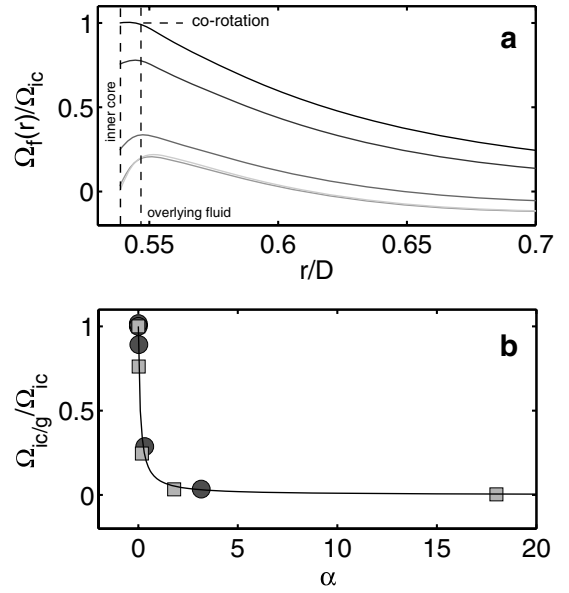 1
co-rotation
a
0.5
Ω_f(r)/Ω_ic
inner core
0
overlying fluid
0.55 0.6 0.65 0.7
r/D
1
b
0.5
Ω_ic/g/Ω_ic
0
0 5 10 15 20
α